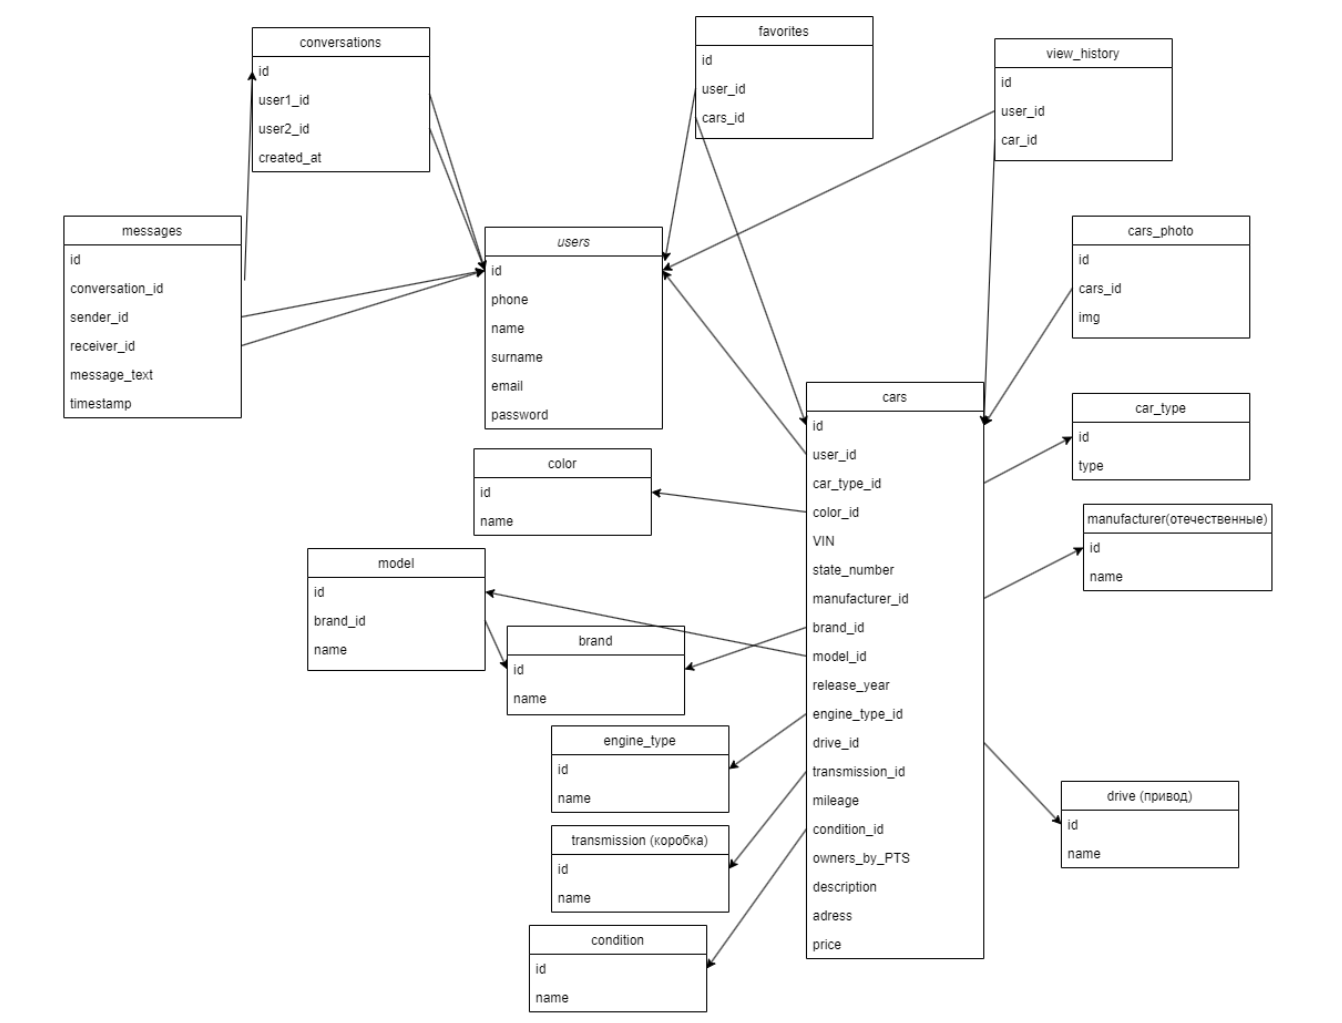 conversations
id
user1_id
user2_id
created_at
favorites
id
user_id
cars_id
view_history
id
user_id
car_id
messages
id
conversation_id
sender_id
receiver_id
message_text
timestamp
users
id
phone
name
surname
email
password
cars_photo
id
cars_id
img
cars
id
user_id
car_type_id
color_id
VIN
state_number
manufacturer_id
brand_id
model_id
release_year
engine_type_id
drive_id
transmission_id
mileage
condition_id
owners_by_PTS
description
adress
price
car_type
id
type
color
id
name
manufacturer(отечественные)
id
name
model
id
brand_id
name
brand
id
name
engine_type
id
name
transmission (коробка)
id
name
drive (привод)
id
name
condition
id
name